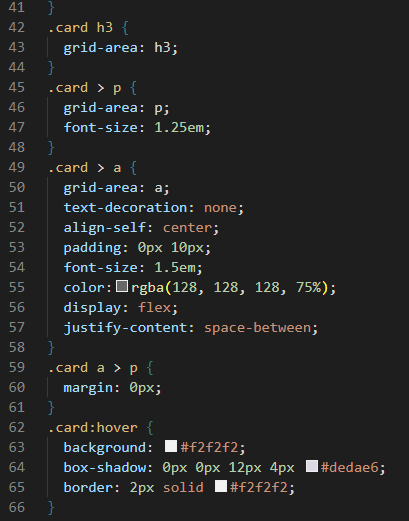 41 }
42 .card h3 {
43   grid-area: h3;
44 }
45 .card > p {
46   grid-area: p;
47   font-size: 1.25em;
48 }
49 .card > a {
50   grid-area: a;
51   text-decoration: none;
52   align-self: center;
53   padding: 0px 10px;
54   font-size: 1.5em;
55   color: rgba(128, 128, 128, 75%);
56   display: flex;
57   justify-content: space-between;
58 }
59 .card a > p {
60   margin: 0px;
61 }
62 .card:hover {
63   background: #f2f2f2;
64   box-shadow: 0px 0px 12px 4px #dedae6;
65   border: 2px solid #f2f2f2;
66 }